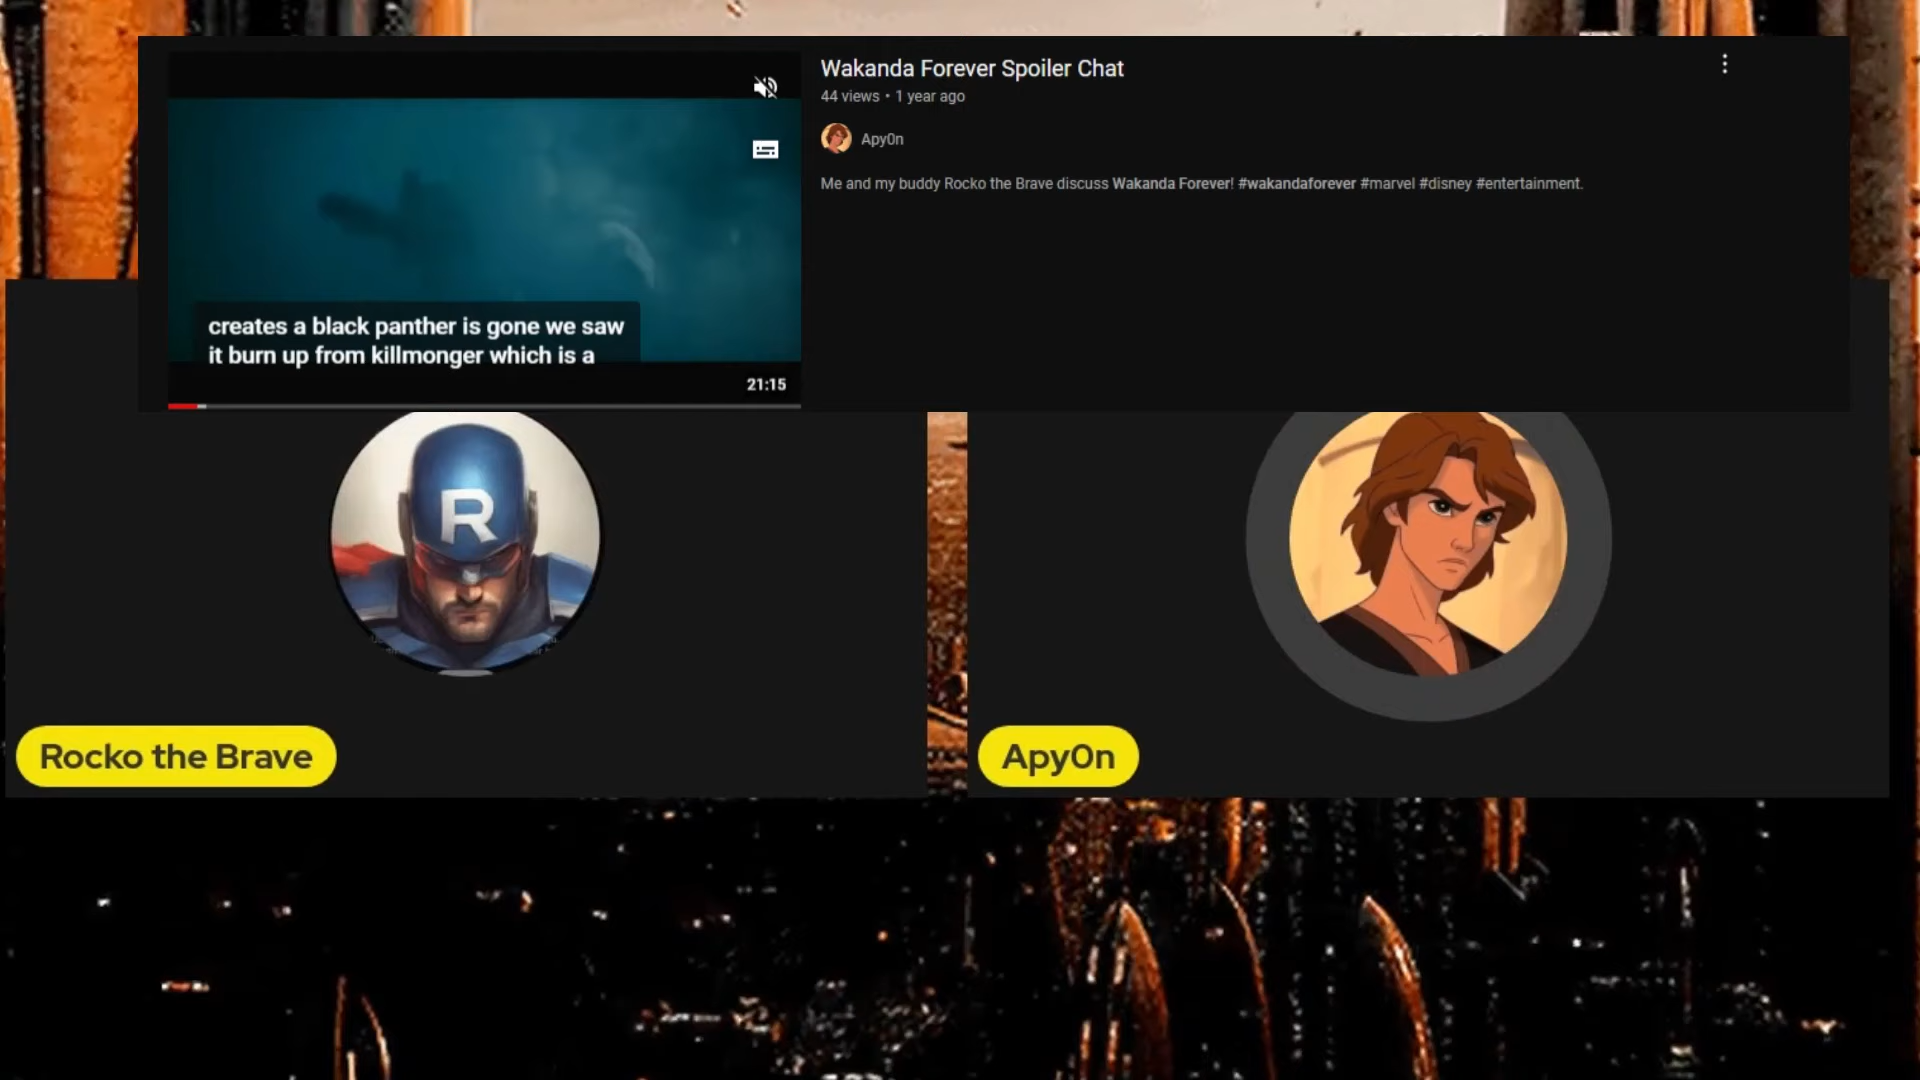 Wakanda Forever Spoiler Chat
44 views • 1 year ago
Apy0n
Me and my buddy Rocko the Brave discuss Wakanda Forever! #wakandaforever #marvel #disney #entertainment.
creates a black panther is gone we saw
it burn up from killmonger which is a
21:15
R
Rocko the Brave
Apy0n